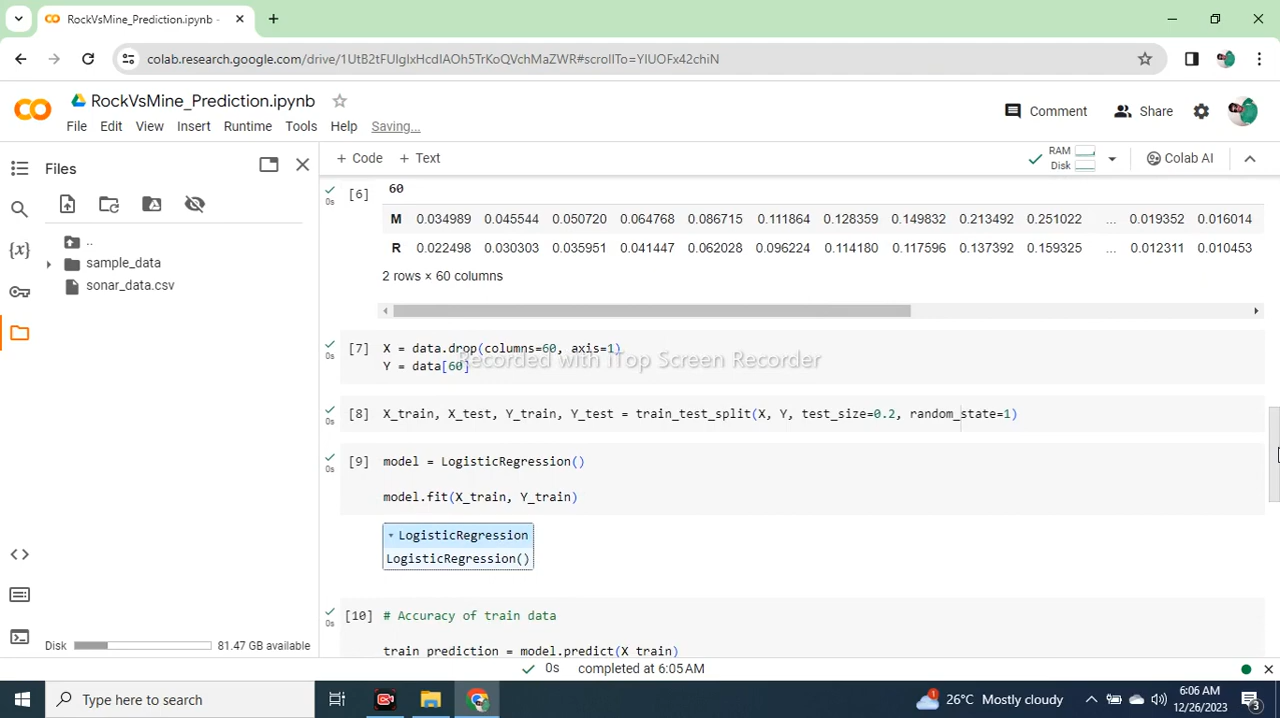 RockVsMine_Prediction.ipynb -
colab.research.google.com/drive/1UtB2tFUIgIxHcdIAOh5TrKoQVchMaZWR#scrollTo=YIUOFx42chiN
RockVsMine_Prediction.ipynb
Comment
Share
File Edit View Insert Runtime Tools Help Saving...
Files
+ Code + Text
RAM
Disk
Colab AI
..
sample_data
sonar_data.csv
Disk 81.47 GB available
0s
[6]
60
M 0.034989 0.045544 0.050720 0.064768 0.086715 0.111864 0.128359 0.149832 0.213492 0.251022 ... 0.019352 0.016014
R 0.022498 0.030303 0.035951 0.041447 0.062028 0.096224 0.114180 0.117596 0.137392 0.159325 ... 0.012311 0.010453
2 rows × 60 columns
0s
[7] X = data.drop(columns=60, axis=1)
Y = data[60]
Recorded with iTop Screen Recorder
0s
[8] X_train, X_test, Y_train, Y_test = train_test_split(X, Y, test_size=0.2, random_state=1)
0s
[9] model = LogisticRegression()
model.fit(X_train, Y_train)
LogisticRegression
LogisticRegression()
0s
[10] # Accuracy of train data
train_prediction = model.predict(X_train)
0s completed at 6:05 AM
Type here to search
1
26°C Mostly cloudy
6:06 AM
12/26/2023
3